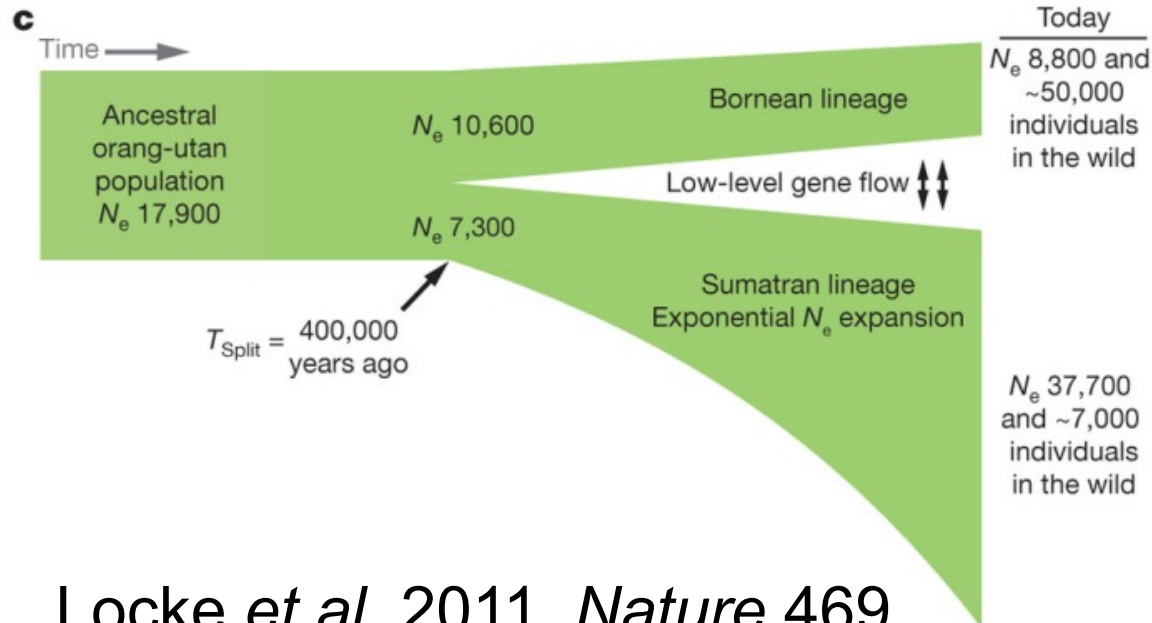 c
Time
Ancestral
orang-utan
population
Ne 17,900
Ne 10,600
Ne 7,300
TSplit = 400,000
years ago
Bornean lineage
Low-level gene flow
Sumatran lineage
Exponential Ne expansion
Today
Ne 8,800 and
~50,000
individuals
in the wild
Ne 37,700
and ~7,000
individuals
in the wild
Locke et al. 2011. Nature 469